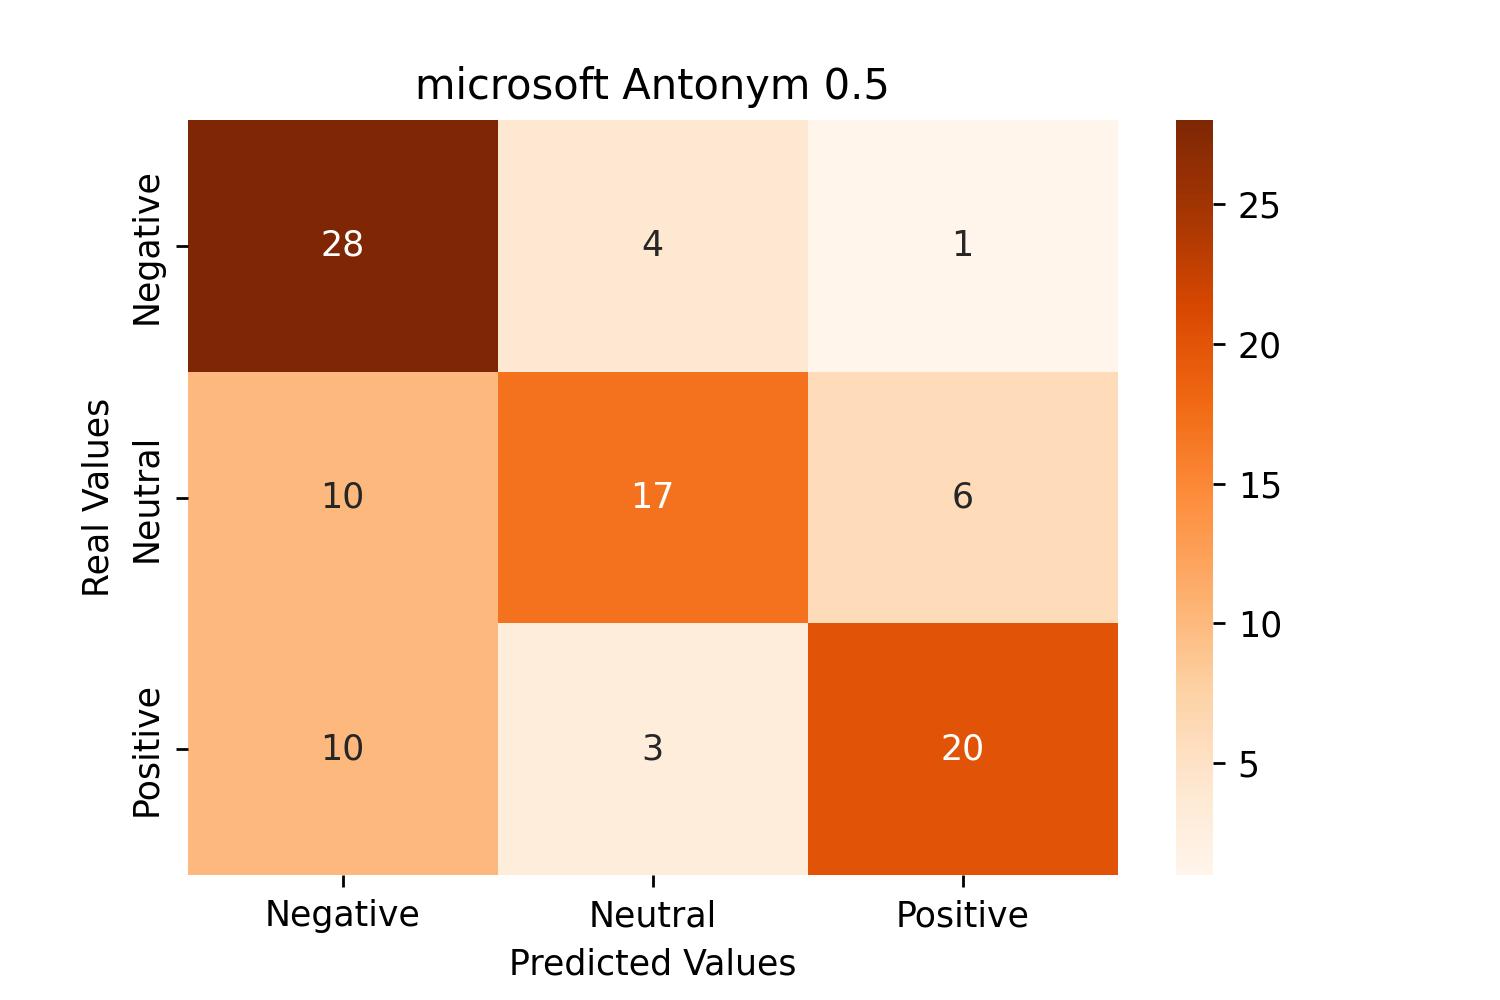 microsoft Antonym 0.5
Real Values
Negative
28 4 1
Neutral
10 17 6
Positive
10 3 20
Negative Neutral Positive
Predicted Values
25
20
15
10
5